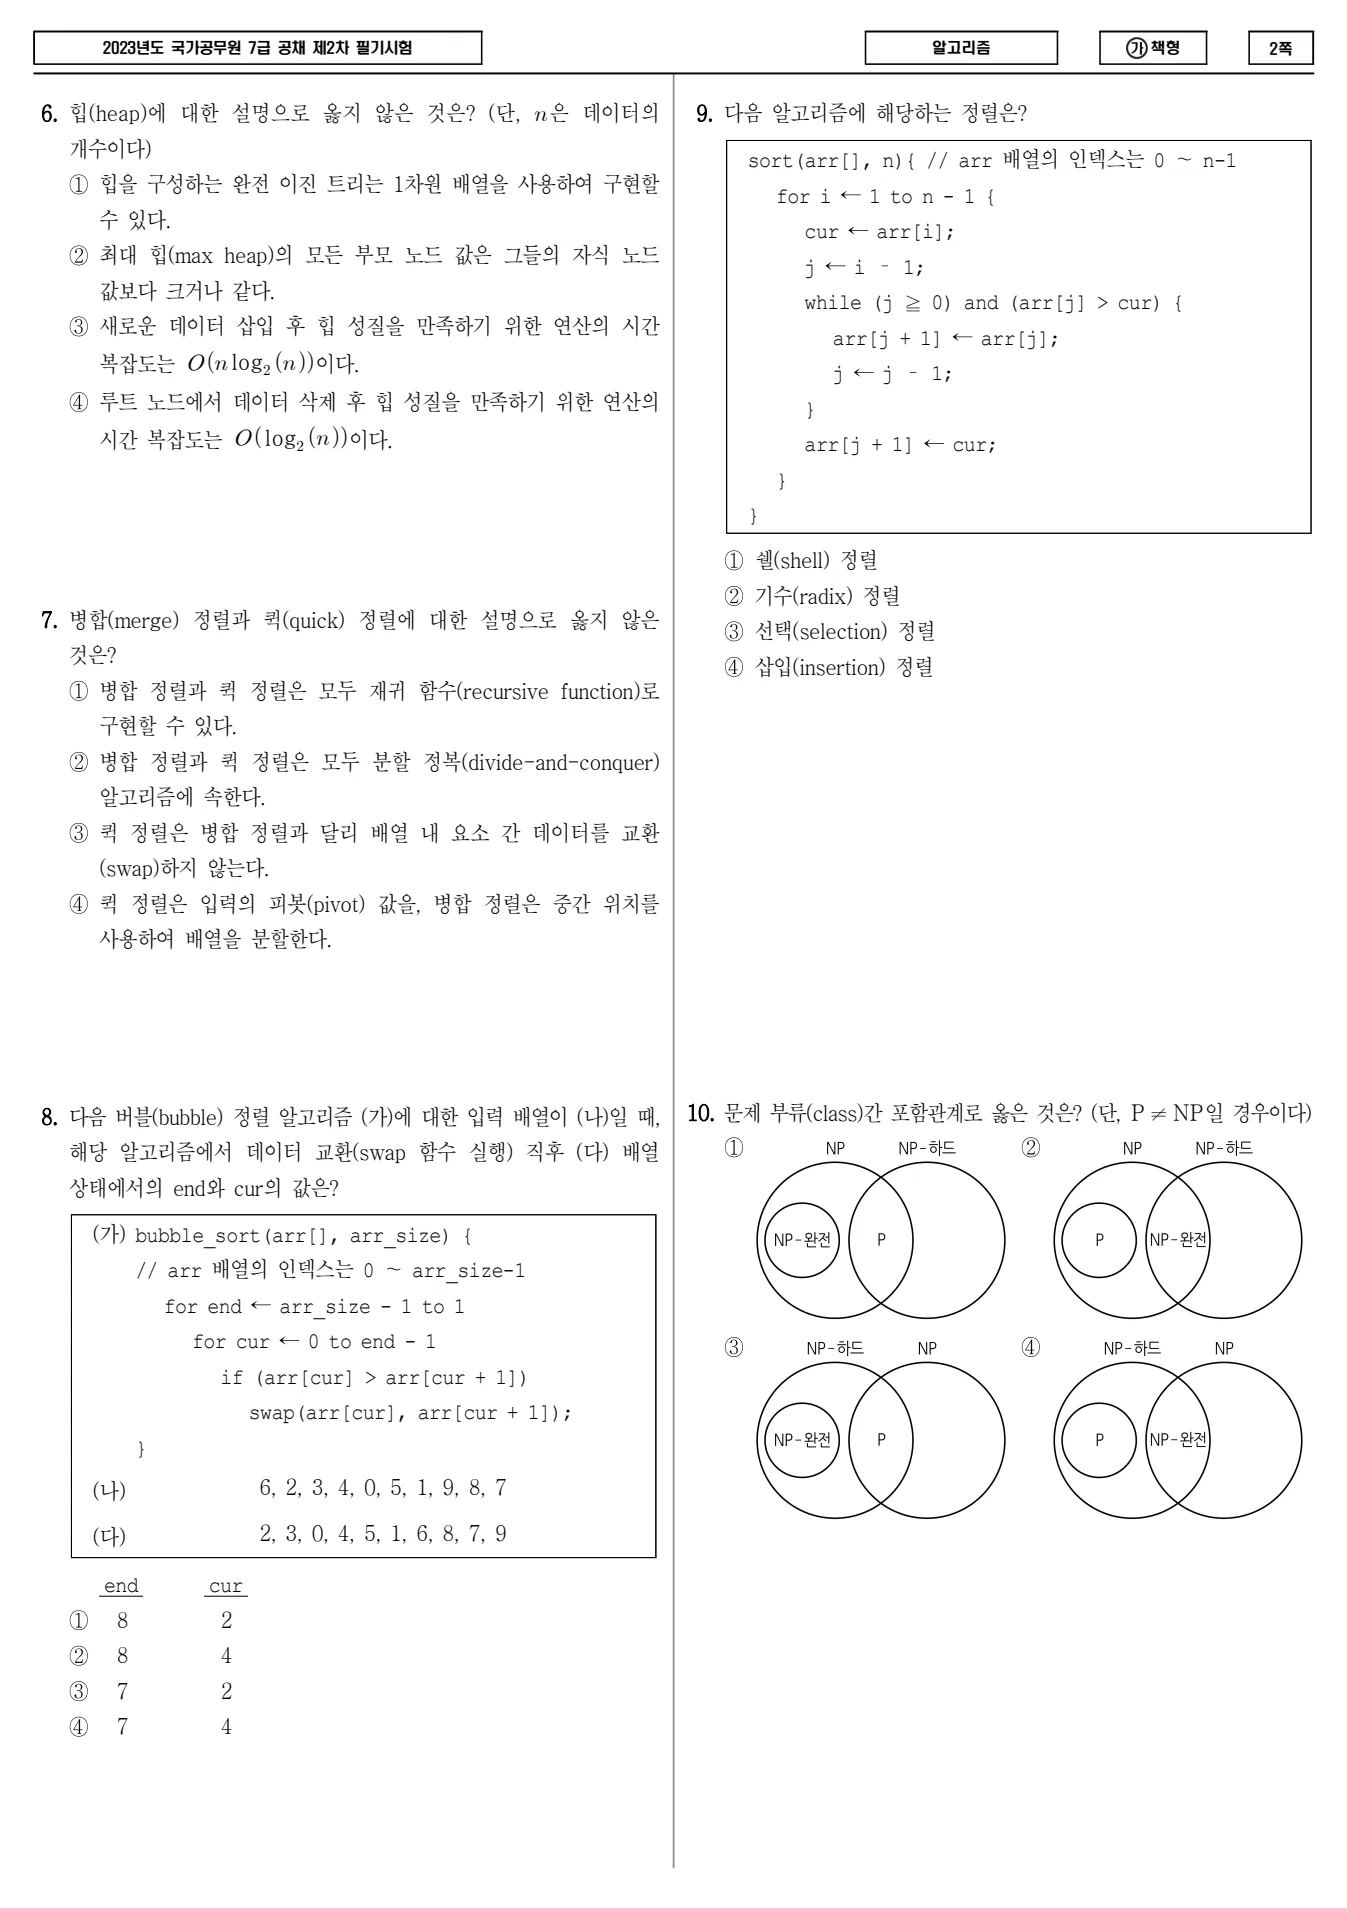 2023년도 국가공무원 7급 공채 제2차 필기시험
알고리즘
㉮ 책형
2쪽
6. 힙(heap)에 대한 설명으로 옳지 않은 것은? (단, n은 데이터의
개수이다)
① 힙을 구성하는 완전 이진 트리는 1차원 배열을 사용하여 구현할
수 있다.
② 최대 힙(max heap)의 모든 부모 노드 값은 그들의 자식 노드
값보다 크거나 같다.
③ 새로운 데이터 삽입 후 힙 성질을 만족하기 위한 연산의 시간
복잡도는 O(n log₂(n))이다.
④ 루트 노드에서 데이터 삭제 후 힙 성질을 만족하기 위한 연산의
시간 복잡도는 O(log₂(n))이다.
7. 병합(merge) 정렬과 퀵(quick) 정렬에 대한 설명으로 옳지 않은
것은?
① 병합 정렬과 퀵 정렬은 모두 재귀 함수(recursive function)로
구현할 수 있다.
② 병합 정렬과 퀵 정렬은 모두 분할 정복(divide-and-conquer)
알고리즘에 속한다.
③ 퀵 정렬은 병합 정렬과 달리 배열 내 요소 간 데이터를 교환
(swap)하지 않는다.
④ 퀵 정렬은 입력의 피봇(pivot) 값을, 병합 정렬은 중간 위치를
사용하여 배열을 분할한다.
8. 다음 버블(bubble) 정렬 알고리즘 (가)에 대한 입력 배열이 (나)일 때,
해당 알고리즘에서 데이터 교환(swap 함수 실행) 직후 (다) 배열
상태에서의 end와 cur의 값은?
(가) bubble_sort(arr[], arr_size) {
// arr 배열의 인덱스는 0 ~ arr_size-1
for end ← arr_size - 1 to 1
for cur ← 0 to end - 1
if (arr[cur] > arr[cur + 1])
swap(arr[cur], arr[cur + 1]);
}
(나) 6, 2, 3, 4, 0, 5, 1, 9, 8, 7
(다) 2, 3, 0, 4, 5, 1, 6, 8, 7, 9
end cur
① 8 2
② 8 4
③ 7 2
④ 7 4
9. 다음 알고리즘에 해당하는 정렬은?
sort(arr[], n){ // arr 배열의 인덱스는 0 ~ n-1
for i ← 1 to n - 1 {
cur ← arr[i];
j ← i - 1;
while (j ≧ 0) and (arr[j] > cur) {
arr[j + 1] ← arr[j];
j ← j - 1;
}
arr[j + 1] ← cur;
}
}
① 쉘(shell) 정렬
② 기수(radix) 정렬
③ 선택(selection) 정렬
④ 삽입(insertion) 정렬
10. 문제 부류(class)간 포함관계로 옳은 것은? (단, P ≠ NP일 경우이다)
① NP NP-하드 ② NP NP-하드
NP-완전 P P NP-완전
③ NP-하드 NP ④ NP-하드 NP
NP-완전 P P NP-완전